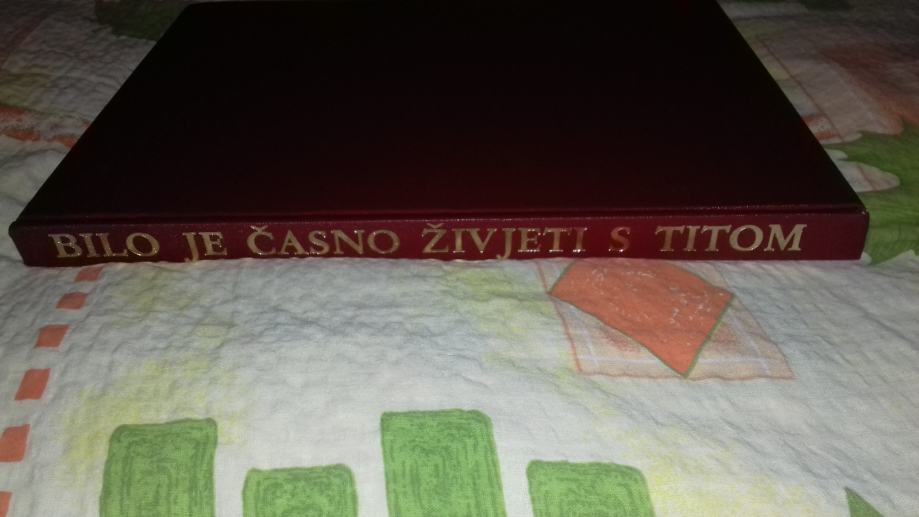 BILO JE ČASNO ŽIVJETI S TITOM